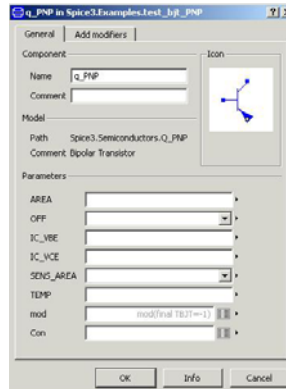 q_PNP in Spice3.Examples.test_bjt_PNP
General Add modifiers
Component
Icon
Name q_PNP
Comment
Model
Path Spice3.Semiconductors.Q_PNP
Comment Bipolar Transistor
Parameters
AREA
OFF
IC_VBE
IC_VCE
SENS_AREA
TEMP
mod mod(final TBJT=-1)
Con
OK Info Cancel